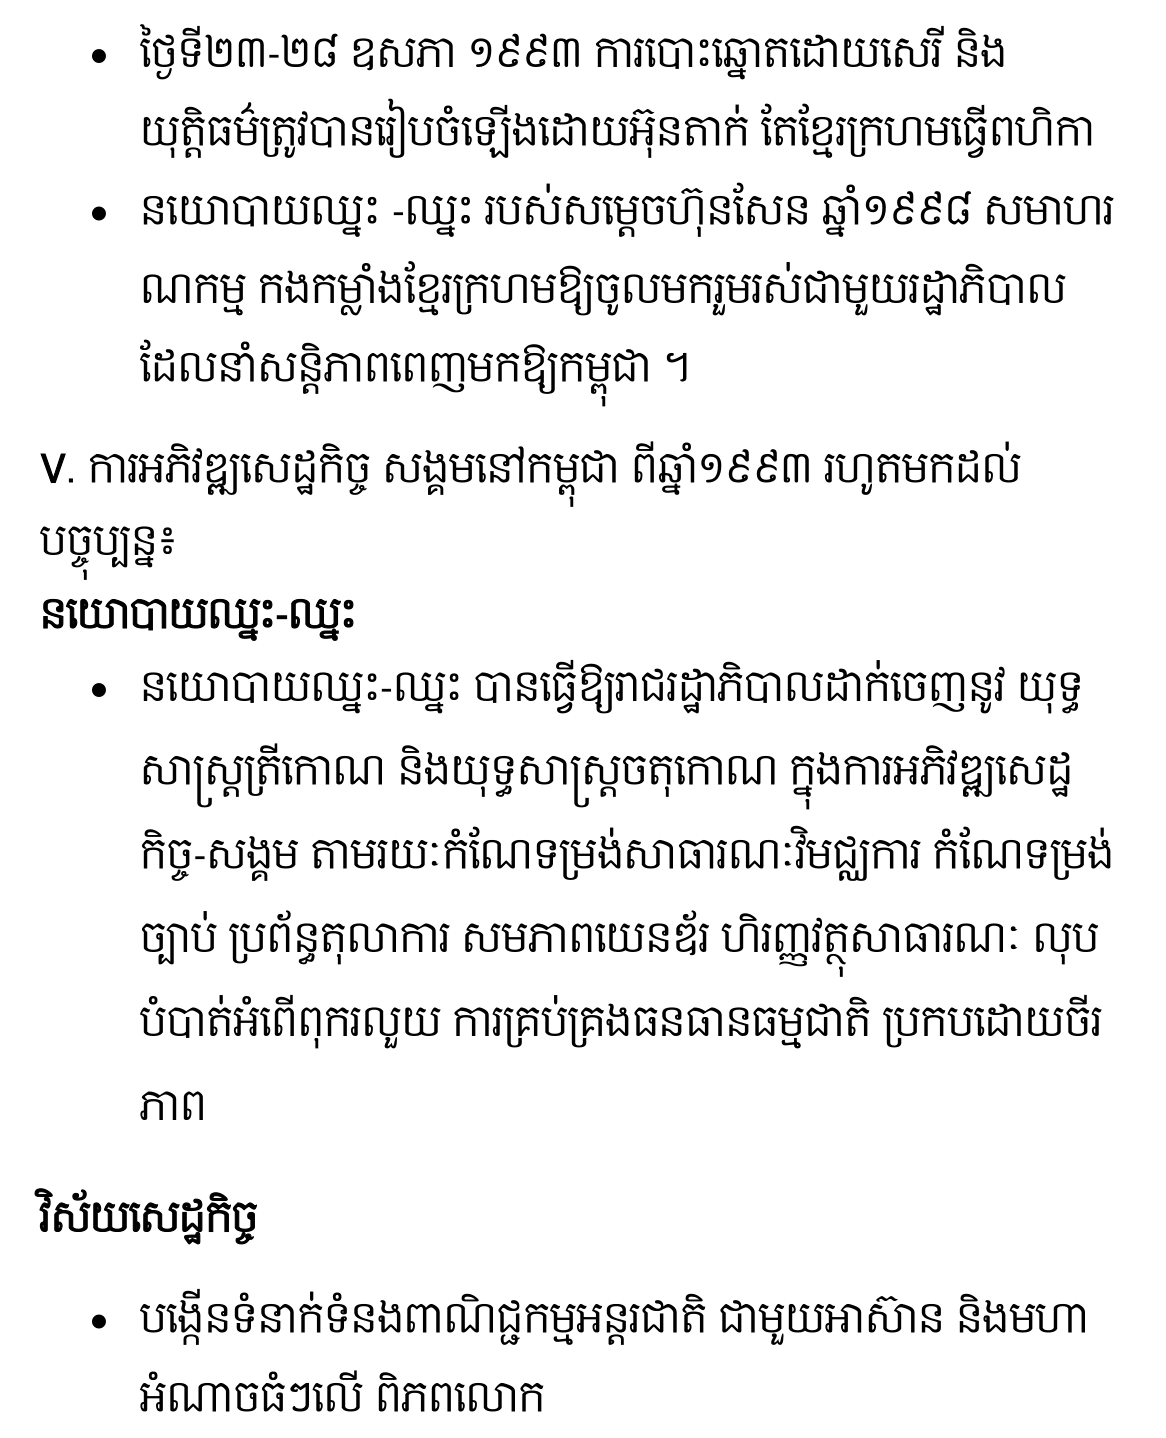 • ថ្ងៃទី២៣-២៨ ឧសភា ១៩៩៣ ការបោះឆ្នោតដោយសេរី និង
យុត្តិធម៌ត្រូវបានរៀបចំឡើងដោយអ៊ុនតាក់ តែខ្មែរក្រហមធ្វើពហិកា
• នយោបាយឈ្នះ -ឈ្នះ របស់សម្តេចហ៊ុនសែន ឆ្នាំ១៩៩៨ សមាហរ
ណកម្ម កងកម្លាំងខ្មែរក្រហមឱ្យចូលមករួមរស់ជាមួយរដ្ឋាភិបាល
ដែលនាំសន្តិភាពពេញមកឱ្យកម្ពុជា ។
V. ការអភិវឌ្ឍសេដ្ឋកិច្ច សង្គមនៅកម្ពុជា ពីឆ្នាំ១៩៩៣ រហូតមកដល់
បច្ចុប្បន្ន៖
នយោបាយឈ្នះ-ឈ្នះ
• នយោបាយឈ្នះ-ឈ្នះ បានធ្វើឱ្យរាជរដ្ឋាភិបាលដាក់ចេញនូវ យុទ្ធ
សាស្ត្រត្រីកោណ និងយុទ្ធសាស្ត្រចតុកោណ ក្នុងការអភិវឌ្ឍសេដ្ឋ
កិច្ច-សង្គម តាមរយៈកំណែទម្រង់សាធារណៈវិមជ្ឈការ កំណែទម្រង់
ច្បាប់ ប្រព័ន្ធតុលាការ សមភាពយេនឌ័រ ហិរញ្ញវត្ថុសាធារណៈ លុប
បំបាត់អំពើពុករលួយ ការគ្រប់គ្រងធនធានធម្មជាតិ ប្រកបដោយចីរ
ភាព
វិស័យសេដ្ឋកិច្ច
• បង្កើនទំនាក់ទំនងពាណិជ្ជកម្មអន្តរជាតិ ជាមួយអាស៊ាន និងមហា
អំណាចធំៗលើ ពិភពលោក